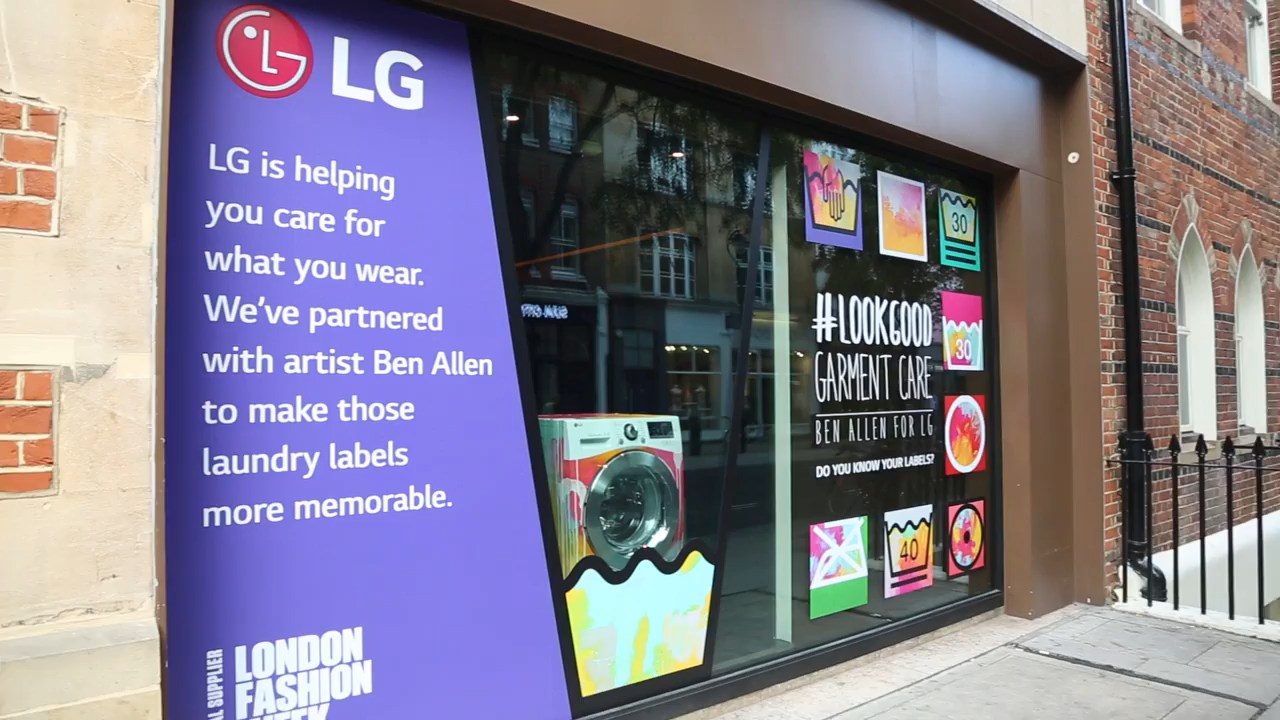 LG
LG is helping
you care for
what you wear.
We've partnered
with artist Ben Allen
to make those
laundry labels
more memorable.
LONDON
FASHION
WEEK
SUPPLIER
30
#LOOKGOOD
GARMENT CARE
BEN ALLEN FOR LG
DO YOU KNOW YOUR LABELS?
30
40